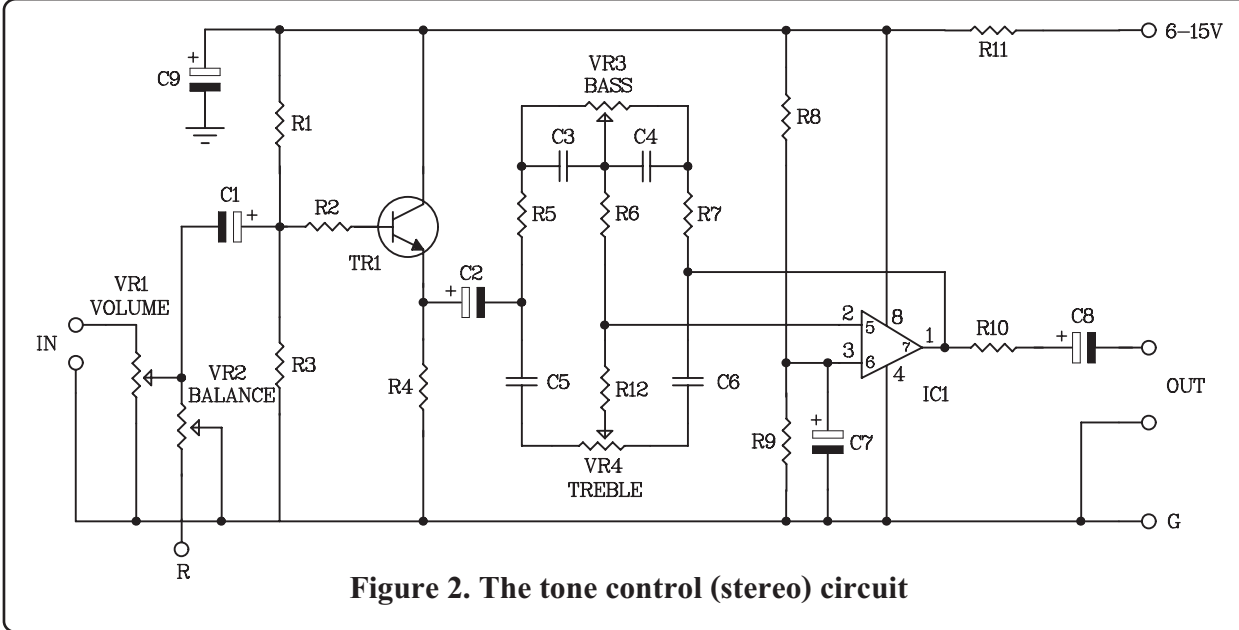 6-15V
R11
C9
R1
VR3
BASS
R8
C3
C4
C1
R2
R5
R6
R7
TR1
C2
VR1
VOLUME
IN
VR2
BALANCE
R3
R4
C5
R12
C6
2
5
8
7
1
3
6
4
IC1
R10
C8
OUT
R9
C7
VR4
TREBLE
R
G
+
+
+
+
+
Figure 2. The tone control (stereo) circuit